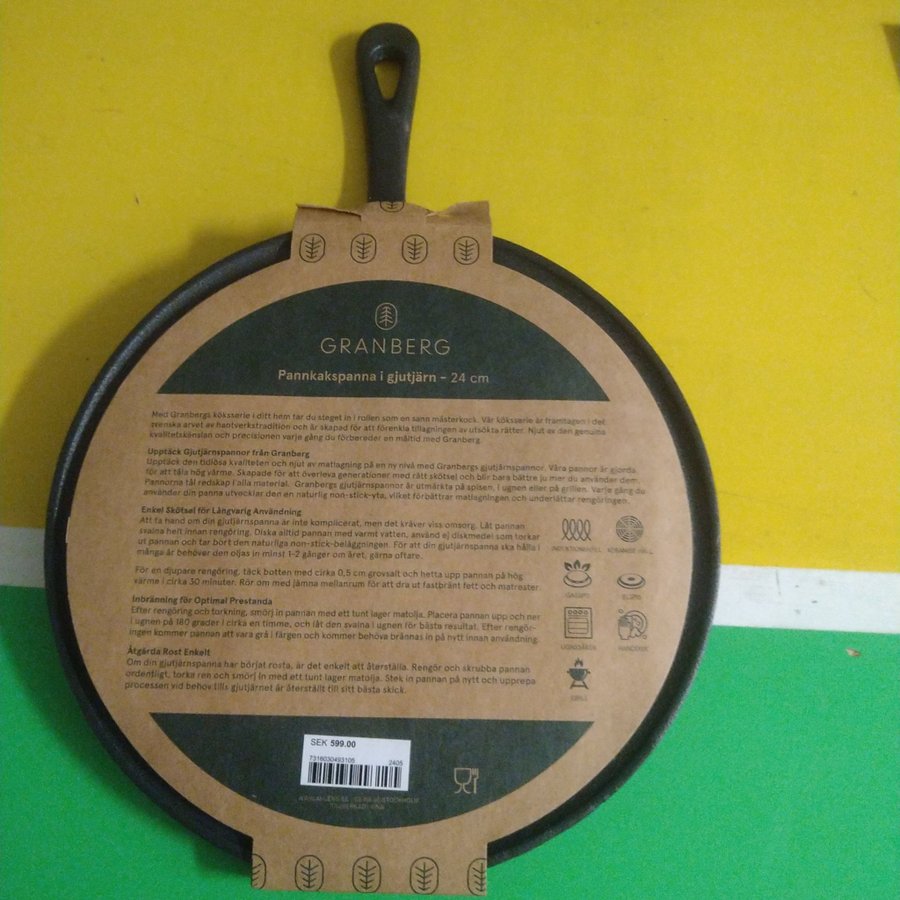 GRANBERG
Pannkakspanna i gjutjärn – 24 cm
Med Granbergs köksserie i ditt hem tar du steget in i rollen som en sann mästerkock. Vår köksserie är framtagen i det
svenska arvet av hantverkstradition och är skapad för att förenkla tillagningen av utsökta rätter. Njut av den genuina
kvalitetskänslan och precisionen varje gång du förbereder en måltid med Granberg.
Upptäck Gjutjärnspannor från Granberg
Upptäck den tidlösa kvaliteten och njut av matlagning på en ny nivå med Granbergs gjutjärnspannor. Våra pannor är gjorda
för att tåla hög värme. Skapade för att överleva generationer med rätt skötsel och blir bara bättre ju mer du använder dem.
Pannorna tål redskap i alla material. Granbergs gjutjärnspannor är utmärkta på spisen, i ugnen eller på grillen. Varje gång du
använder din panna utvecklar den en naturlig non-stick-yta, vilket förbättrar matlagningen och underlättar rengöringen.
Enkel Skötsel för Långvarig Användning
Att ta hand om din gjutjärnspanna är inte komplicerat, men det kräver viss omsorg. Låt pannan
svalna helt innan rengöring. Diska alltid pannan med varmt vatten, använd ej diskmedel som torkar
ut pannan och tar bort den naturliga non-stick-beläggningen. För att din gjutjärnspanna ska hålla i
många år behöver den oljas in minst 1-2 gånger om året, gärna oftare.
För en djupare rengöring, täck botten med cirka 0,5 cm grovsalt och hetta upp pannan på hög
värme i cirka 30 minuter. Rör om med jämna mellanrum för att dra ut fastbränt fett och matrester.
Inbränning för Optimal Prestanda
Efter rengöring och torkning, smörj in pannan med ett tunt lager matolja. Placera pannan upp och ner
i ugnen på 180 grader i cirka en timme, och låt den svalna i ugnen för bästa resultat. Efter rengör-
ingen kommer pannan att vara grå i färgen och kommer behöva brännas in på nytt innan användning.
Åtgärda Rost Enkelt
Om din gjutjärnspanna har börjat rosta, är det enkelt att återställa. Rengör och skrubba pannan
ordentligt, torka ren och smörj in med ett tunt lager matolja. Stek in pannan på nytt och upprepa
processen vid behov tills gjutjärnet är återställt till sitt bästa skick.
INDUKTIONSHÄLL
KERAMISK HÄLL
GASSPIS
ELSPIS
UGNSSÄKER
HANDDISK
GRILL
SEK 599.00
7316030493106 2405